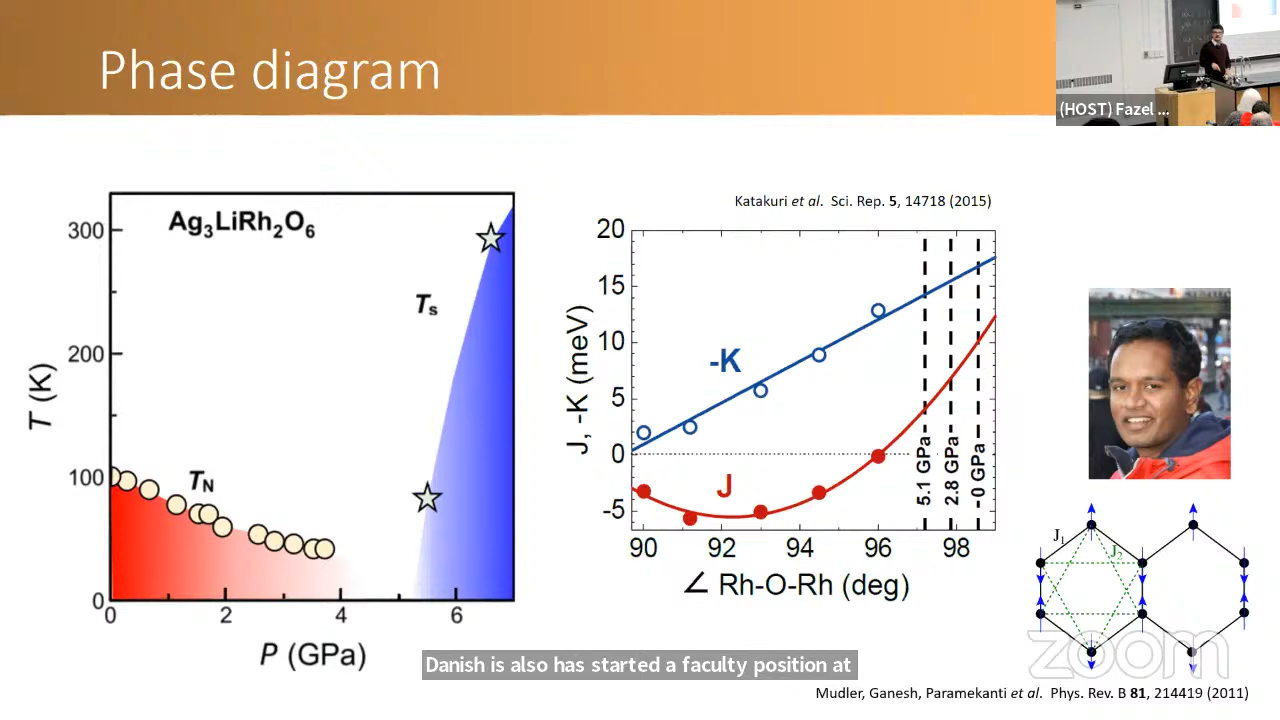 Phase diagram
(HOST) Fazel ...
Ag3LiRh2O6
Ts
TN
T (K)
300
200
100
0
0 2 4 6
P (GPa)
Katakuri et al. Sci. Rep. 5, 14718 (2015)
20
15
10
5
0
-5
J, -K (meV)
-K
J
5.1 GPa
2.8 GPa
~0 GPa
90 92 94 96 98
∠ Rh-O-Rh (deg)
J1
J2
zoom
Danish is also has started a faculty position at
Mudler, Ganesh, Paramekanti et al. Phys. Rev. B 81, 214419 (2011)